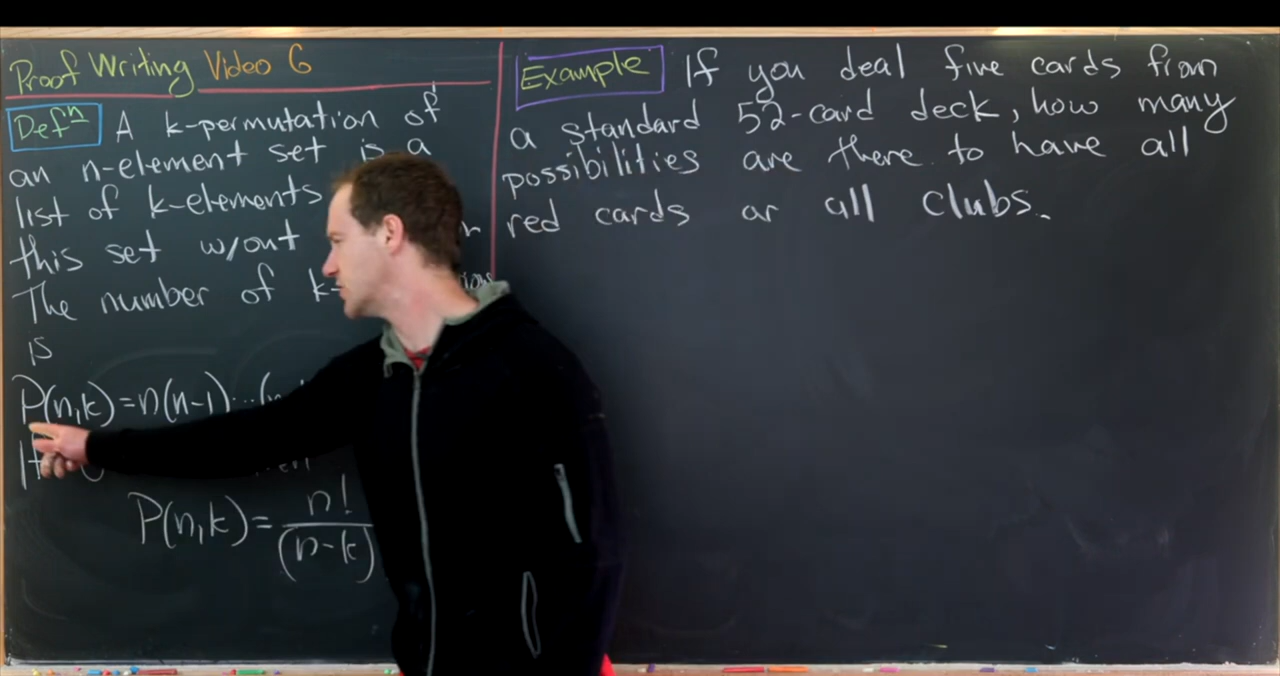 Proof Writing Video 6
Defⁿ A k-permutation of
an n-element set is a
list of k-elements
this set w/out
The number of k-
is
P(n,k)=n(n-1)...(n-
If
P(n,k)= n!
(n-k)
Example If you deal five cards from
a standard 52-card deck, how many
possibilities are there to have all
red cards or all clubs.